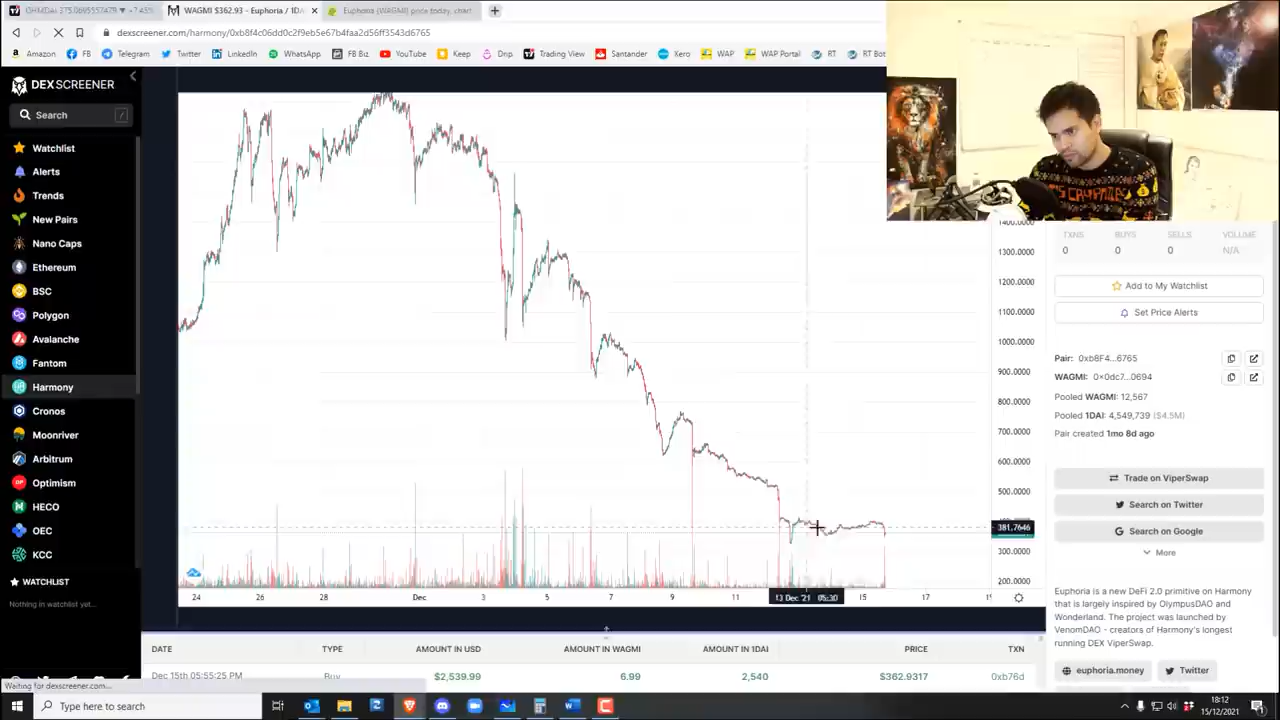 OHMDAI 375.0695557479 ▼ −7.45%
WAGMI $362.93 - Euphoria / 1DAI
Euphoria (WAGMI) price today, chart
dexscreener.com/harmony/0xb8f4c06dd0c2f9eb5e67b4faa2d56ff3543d6765
Amazon FB Telegram Twitter LinkedIn WhatsApp FB Biz YouTube Keep Dnp Trading View Santander Xero WAP WAP Portal RT RT Bot
DEXSCREENER
Search /
Watchlist
Alerts
Trends
New Pairs
Nano Caps
Ethereum
BSC
Polygon
Avalanche
Fantom
Harmony
Cronos
Moonriver
Arbitrum
Optimism
HECO
OEC
KCC
WATCHLIST
Nothing in watchlist yet...
1400.0000
1300.0000
1200.0000
1100.0000
1000.0000
900.0000
800.0000
700.0000
600.0000
500.0000
381.7646
300.0000
200.0000
24 26 28 Dec 3 5 7 9 11 13 Dec '21 05:30 15
TXNS BUYS SELLS VOLUME
0 0 0 N/A
Add to My Watchlist
Set Price Alerts
Pair: 0xb8F4...6765
WAGMI: 0x0dc7...0694
Pooled WAGMI: 12,567
Pooled 1DAI: 4,549,739 ($4.5M)
Pair created 1mo 8d ago
Trade on ViperSwap
Search on Twitter
Search on Google
More
Euphoria is a new DeFi 2.0 primitive on Harmony
that is largely inspired by OlympusDAO and
Wonderland. The project was launched by
VenomDAO - creators of Harmony's longest
running DEX ViperSwap.
euphoria.money Twitter
DATE TYPE AMOUNT IN USD AMOUNT IN WAGMI AMOUNT IN 1DAI PRICE TXN
Dec 15th 05:55:25 PM Buy $2,539.99 6.99 2,540 $362.9317 0xb76d
Waiting for dexscreener.com...
Type here to search
18:12
15/12/2021